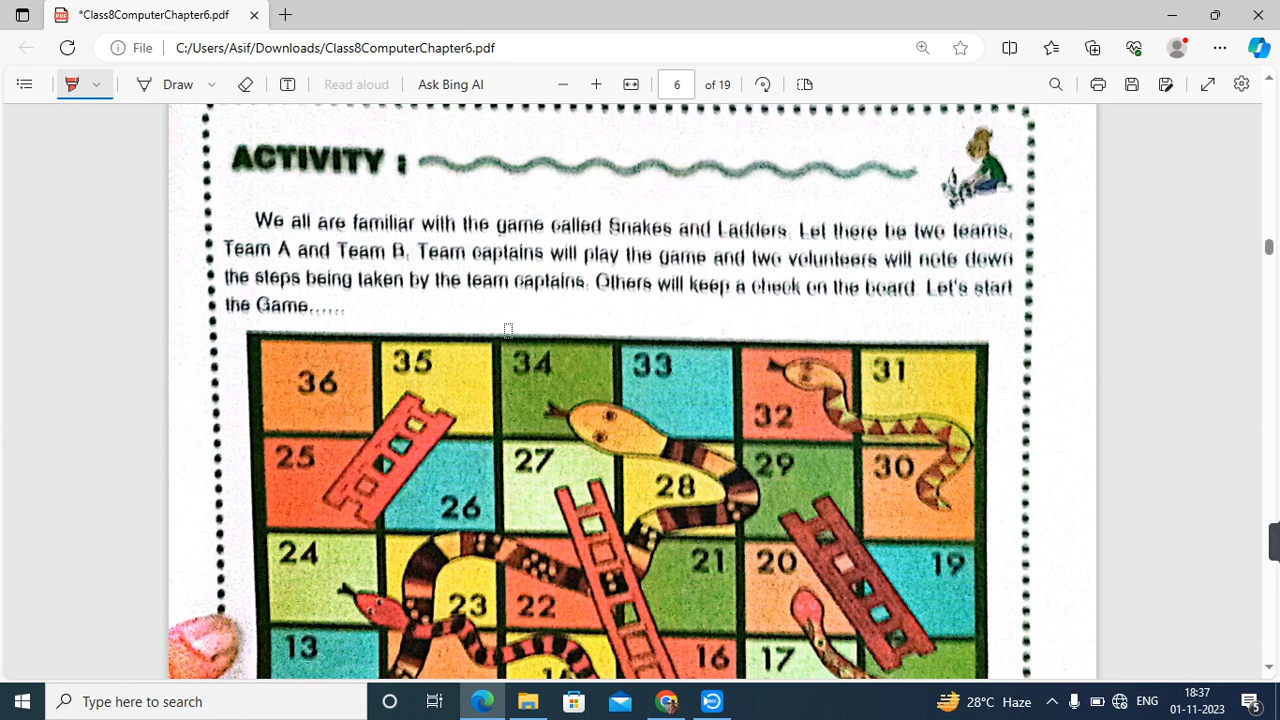 *Class8ComputerChapter6.pdf
File C:/Users/Asif/Downloads/Class8ComputerChapter6.pdf
Draw Read aloud Ask Bing AI 6 of 19
ACTIVITY :
We all are familiar with the game called Snakes and Ladders. Let there be two teams,
Team A and Team B. Team captains will play the game and two volunteers will note down
the steps being taken by the team captains. Others will keep a check on the board. Let's start
the Game......
36 35 34 33 32 31
25 26 27 28 29 30
24 23 22 21 20 19
13 16 17
Type here to search
28°C Haze ENG 18:37
01-11-2023 5